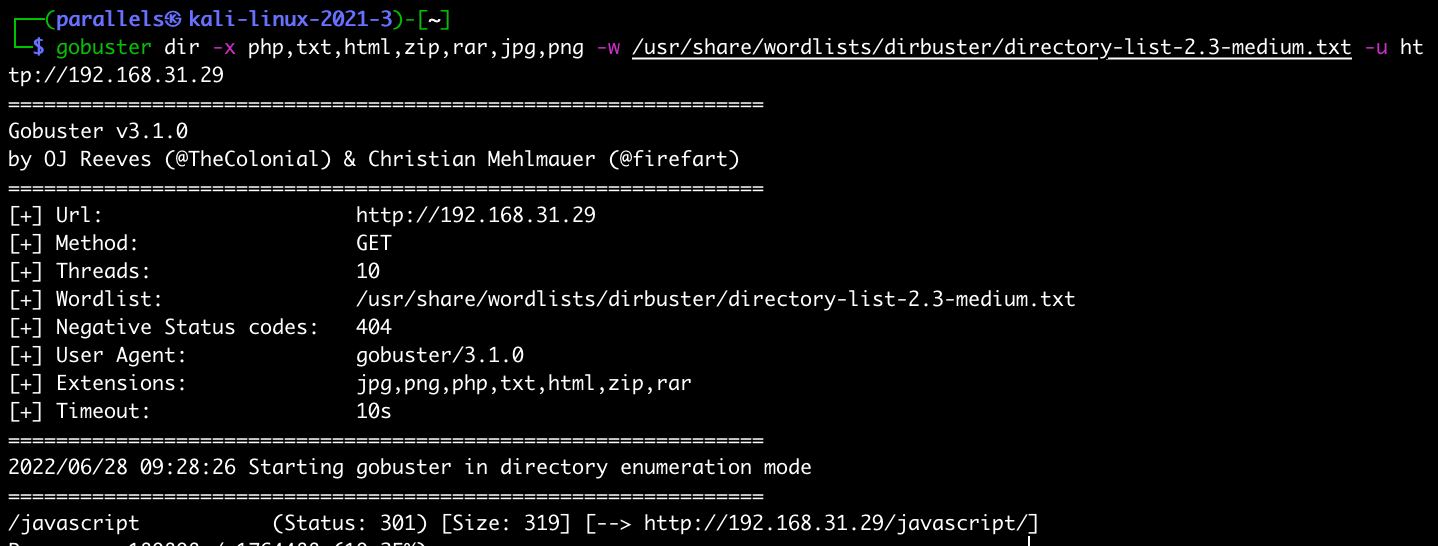 ┌──(parallels㉿kali-linux-2021-3)-[~]
└─$ gobuster dir -x php,txt,html,zip,rar,jpg,png -w /usr/share/wordlists/dirbuster/directory-list-2.3-medium.txt -u ht
tp://192.168.31.29
===============================================================
Gobuster v3.1.0
by OJ Reeves (@TheColonial) & Christian Mehlmauer (@firefart)
===============================================================
[+] Url:                     http://192.168.31.29
[+] Method:                  GET
[+] Threads:                 10
[+] Wordlist:                /usr/share/wordlists/dirbuster/directory-list-2.3-medium.txt
[+] Negative Status codes:   404
[+] User Agent:              gobuster/3.1.0
[+] Extensions:              jpg,png,php,txt,html,zip,rar
[+] Timeout:                 10s
===============================================================
2022/06/28 09:28:26 Starting gobuster in directory enumeration mode
===============================================================
/javascript           (Status: 301) [Size: 319] [--> http://192.168.31.29/javascript/]